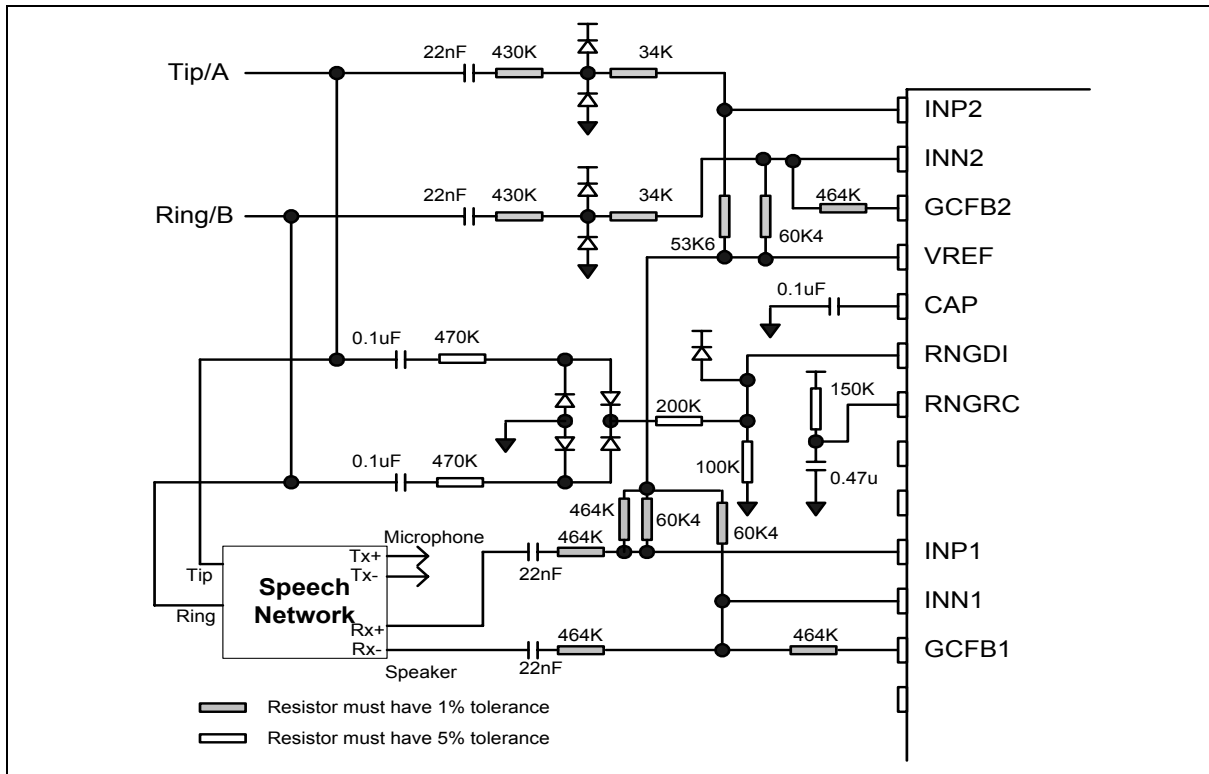 22nF 430K 34K
Tip/A
INP2
INN2
22nF 430K 34K
464K
Ring/B
GCFB2
53K6 60K4
VREF
0.1uF
CAP
0.1uF 470K
RNGDI
150K
200K
RNGRC
0.1uF 470K
100K
0.47u
464K
60K4
60K4
Microphone
464K
Tx+
INP1
Tip
Tx-
22nF
Speech
Network
Ring
INN1
Rx+
464K
464K
Rx-
GCFB1
Speaker
22nF
Resistor must have 1% tolerance
Resistor must have 5% tolerance